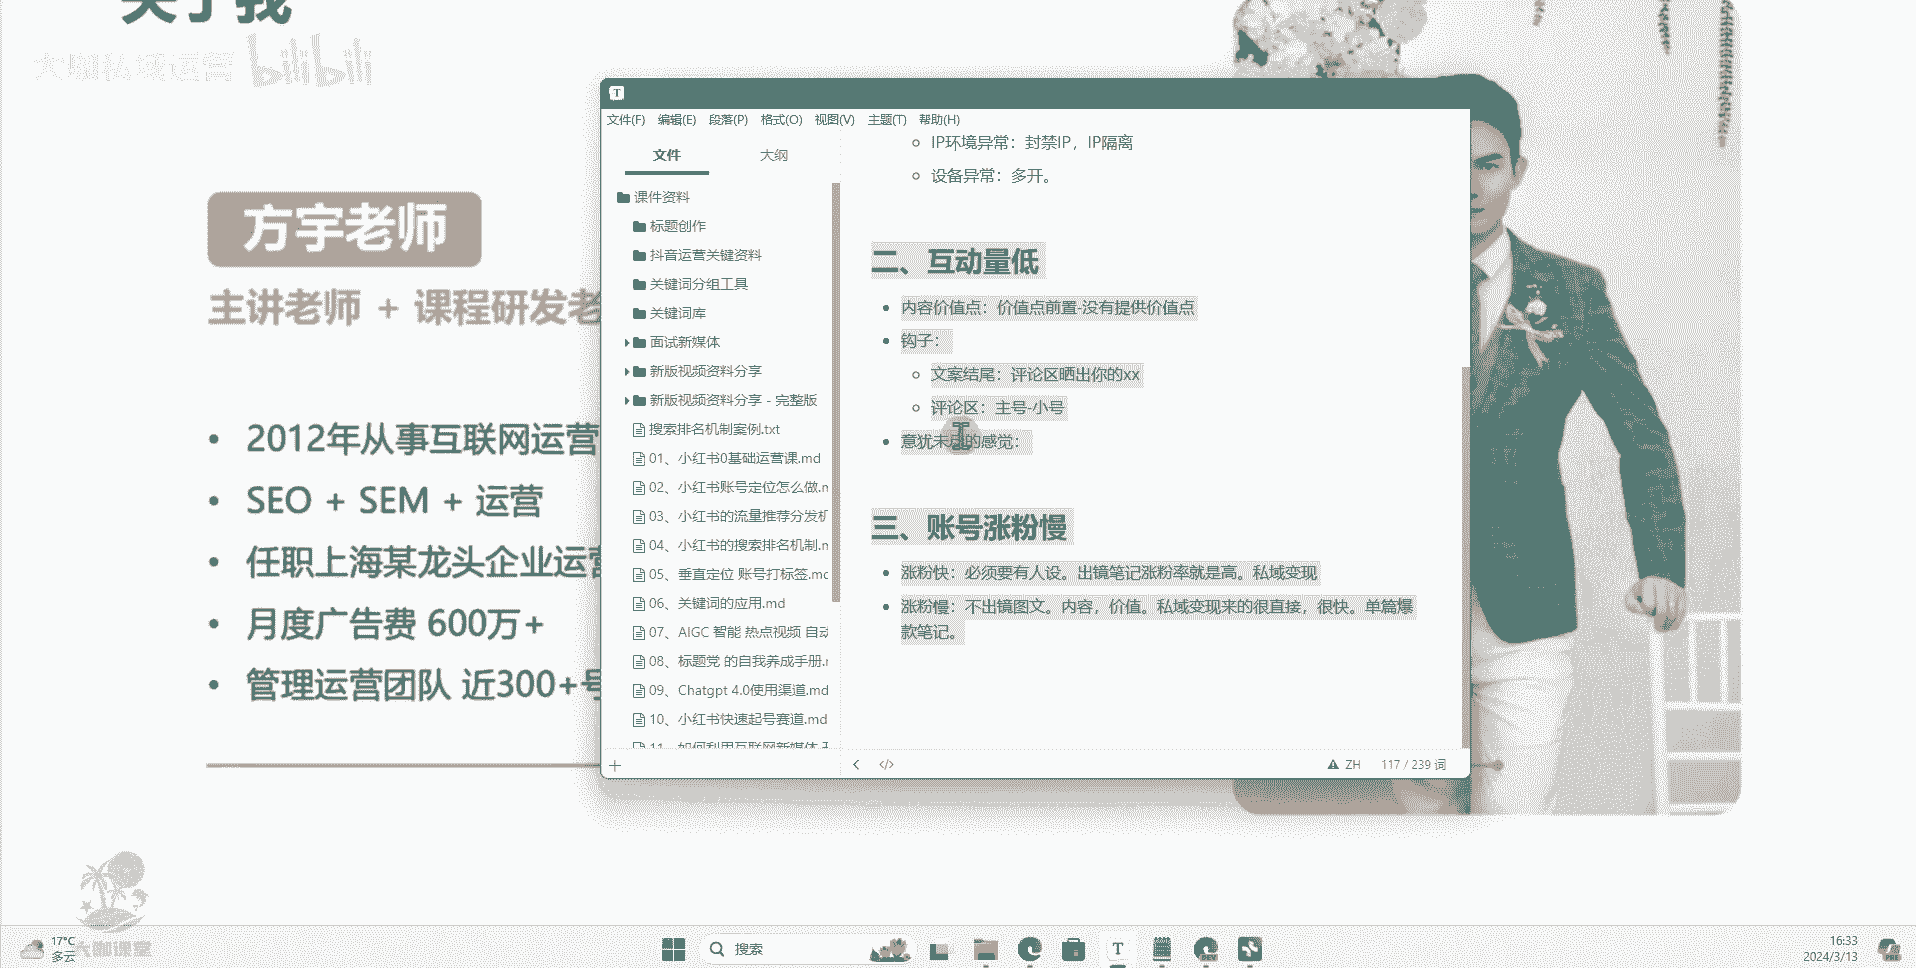 关于我
大咖私域运营 bilibili
方宇老师
主讲老师 + 课程研发老
2012年从事互联网运营
SEO + SEM + 运营
任职上海某龙头企业运营
月度广告费 600万+
管理运营团队 近300+号
T
文件(F) 编辑(E) 段落(P) 格式(O) 视图(V) 主题(T) 帮助(H)
文件 大纲
课件资料
标题创作
抖音运营关键资料
关键词分组工具
关键词库
面试新媒体
新版视频资料分享
新版视频资料分享 - 完整版
搜索排名机制案例.txt
01、小红书0基础运营课.md
02、小红书账号定位怎么做.m
03、小红书的流量推荐分发机
04、小红书的搜索排名机制.m
05、垂直定位 账号打标签.md
06、关键词的应用.md
07、AIGC 智能 热点视频 自动
08、标题党 的自我养成手册.m
09、Chatgpt 4.0使用渠道.md
10、小红书快速起号赛道.md
11、如何利用互联网新媒体
IP环境异常：封禁IP，IP隔离
设备异常：多开。
二、互动量低
内容价值点：价值点前置-没有提供价值点
钩子：
文案结尾：评论区晒出你的xx
评论区：主号-小号
意犹未尽的感觉：
三、账号涨粉慢
涨粉快：必须要有人设。出镜笔记涨粉率就是高。私域变现
涨粉慢：不出镜图文。内容，价值。私域变现来的很直接，很快。单篇爆
款笔记。
ZH 117 / 239 词
大咖课堂
17°C
多云
搜索
T
DEV
16:33
2024/3/13
PRE